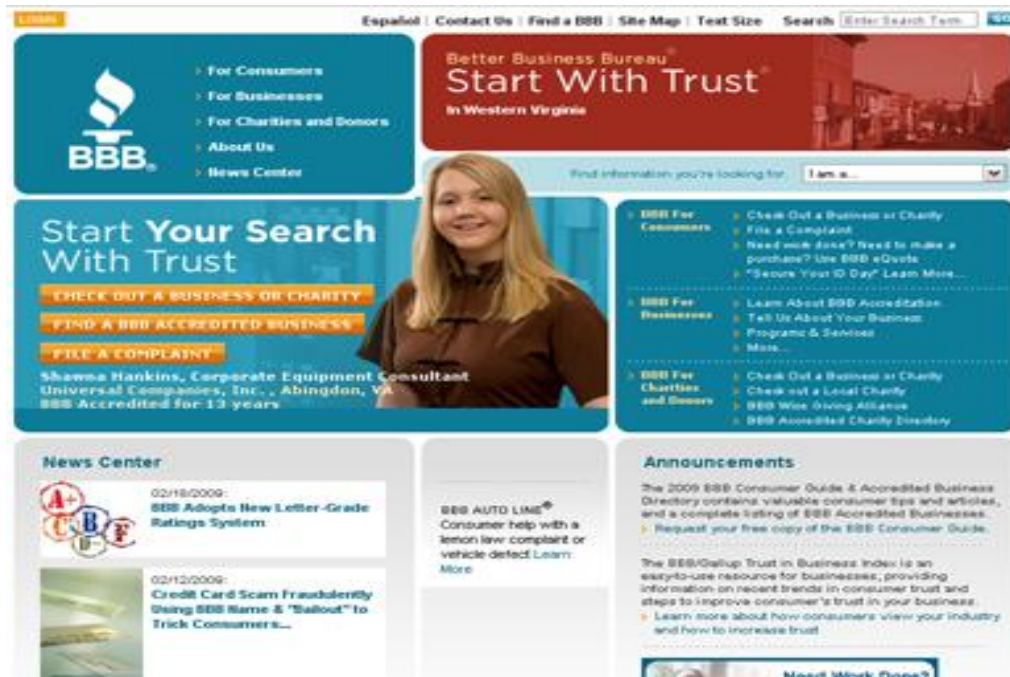 LOGIN
Español | Contact Us | Find a BBB | Site Map | Text Size Search Enter Search Term GO
BBB®
> For Consumers
> For Businesses
> For Charities and Donors
> About Us
> News Center
Better Business Bureau®
Start With Trust®
In Western Virginia
Find information you're looking for. I am a...
Start Your Search
With Trust
CHECK OUT A BUSINESS OR CHARITY
FIND A BBB ACCREDITED BUSINESS
FILE A COMPLAINT
Shawna Hankins, Corporate Equipment Consultant
Universal Companies, Inc. , Abingdon, VA
BBB Accredited for 13 years
BBB For
Consumers
Check Out a Business or Charity
File a Complaint
Need work done? Need to make a
purchase? Use BBB eQuote
"Secure Your ID Day" Learn More...
BBB For
Businesses
Learn About BBB Accreditation
Tell Us About Your Business
Programs & Services
More...
BBB For
Charities
and Donors
Check Out a Business or Charity
Check out a Local Charity
BBB Wise Giving Alliance
BBB Accredited Charity Directory
News Center
A+ B C D- F
02/18/2009:
BBB Adopts New Letter-Grade
Ratings System
02/12/2009:
Credit Card Scam Fraudulently
Using BBB Name & "Bailout" to
Trick Consumers...
BBB AUTO LINE®
Consumer help with a
lemon law complaint or
vehicle defect Learn
More
Announcements
The 2009 BBB Consumer Guide & Accredited Business
Directory contains valuable consumer tips and articles,
and a complete listing of BBB Accredited Businesses.
Request your free copy of the BBB Consumer Guide.
The BBB/Gallup Trust in Business Index is an
easy-to-use resource for businesses, providing
information on recent trends in consumer trust and
steps to improve consumer's trust in your business.
Learn more about how consumers view your industry
and how to increase trust
Need Work Done?